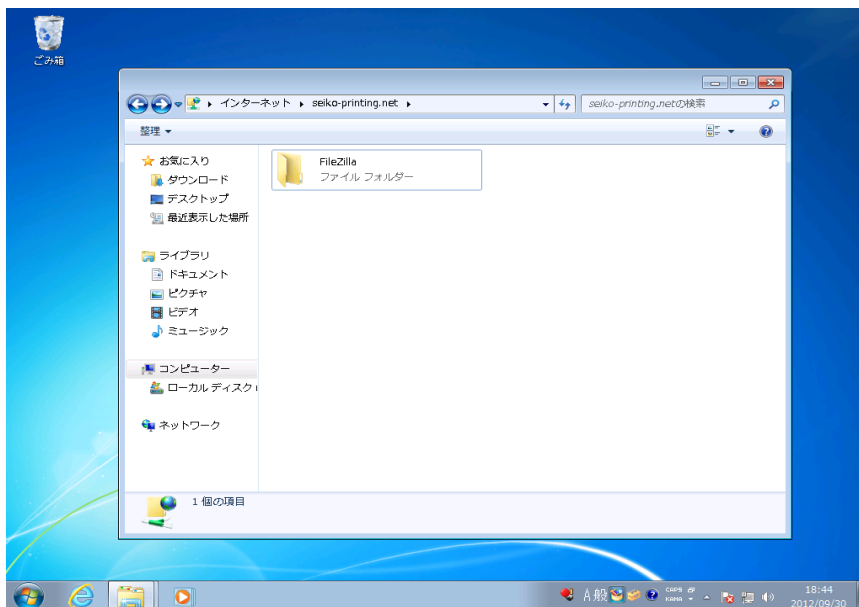 ごみ箱
インターネット ▸ seiko-printing.net ▸
seiko-printing.netの検索
整理
お気に入り
ダウンロード
デスクトップ
最近表示した場所
ライブラリ
ドキュメント
ピクチャ
ビデオ
ミュージック
コンピューター
ローカル ディスク
ネットワーク
FileZilla
ファイル フォルダー
1 個の項目
A 般
CAPS
KANA
18:44
2012/09/30